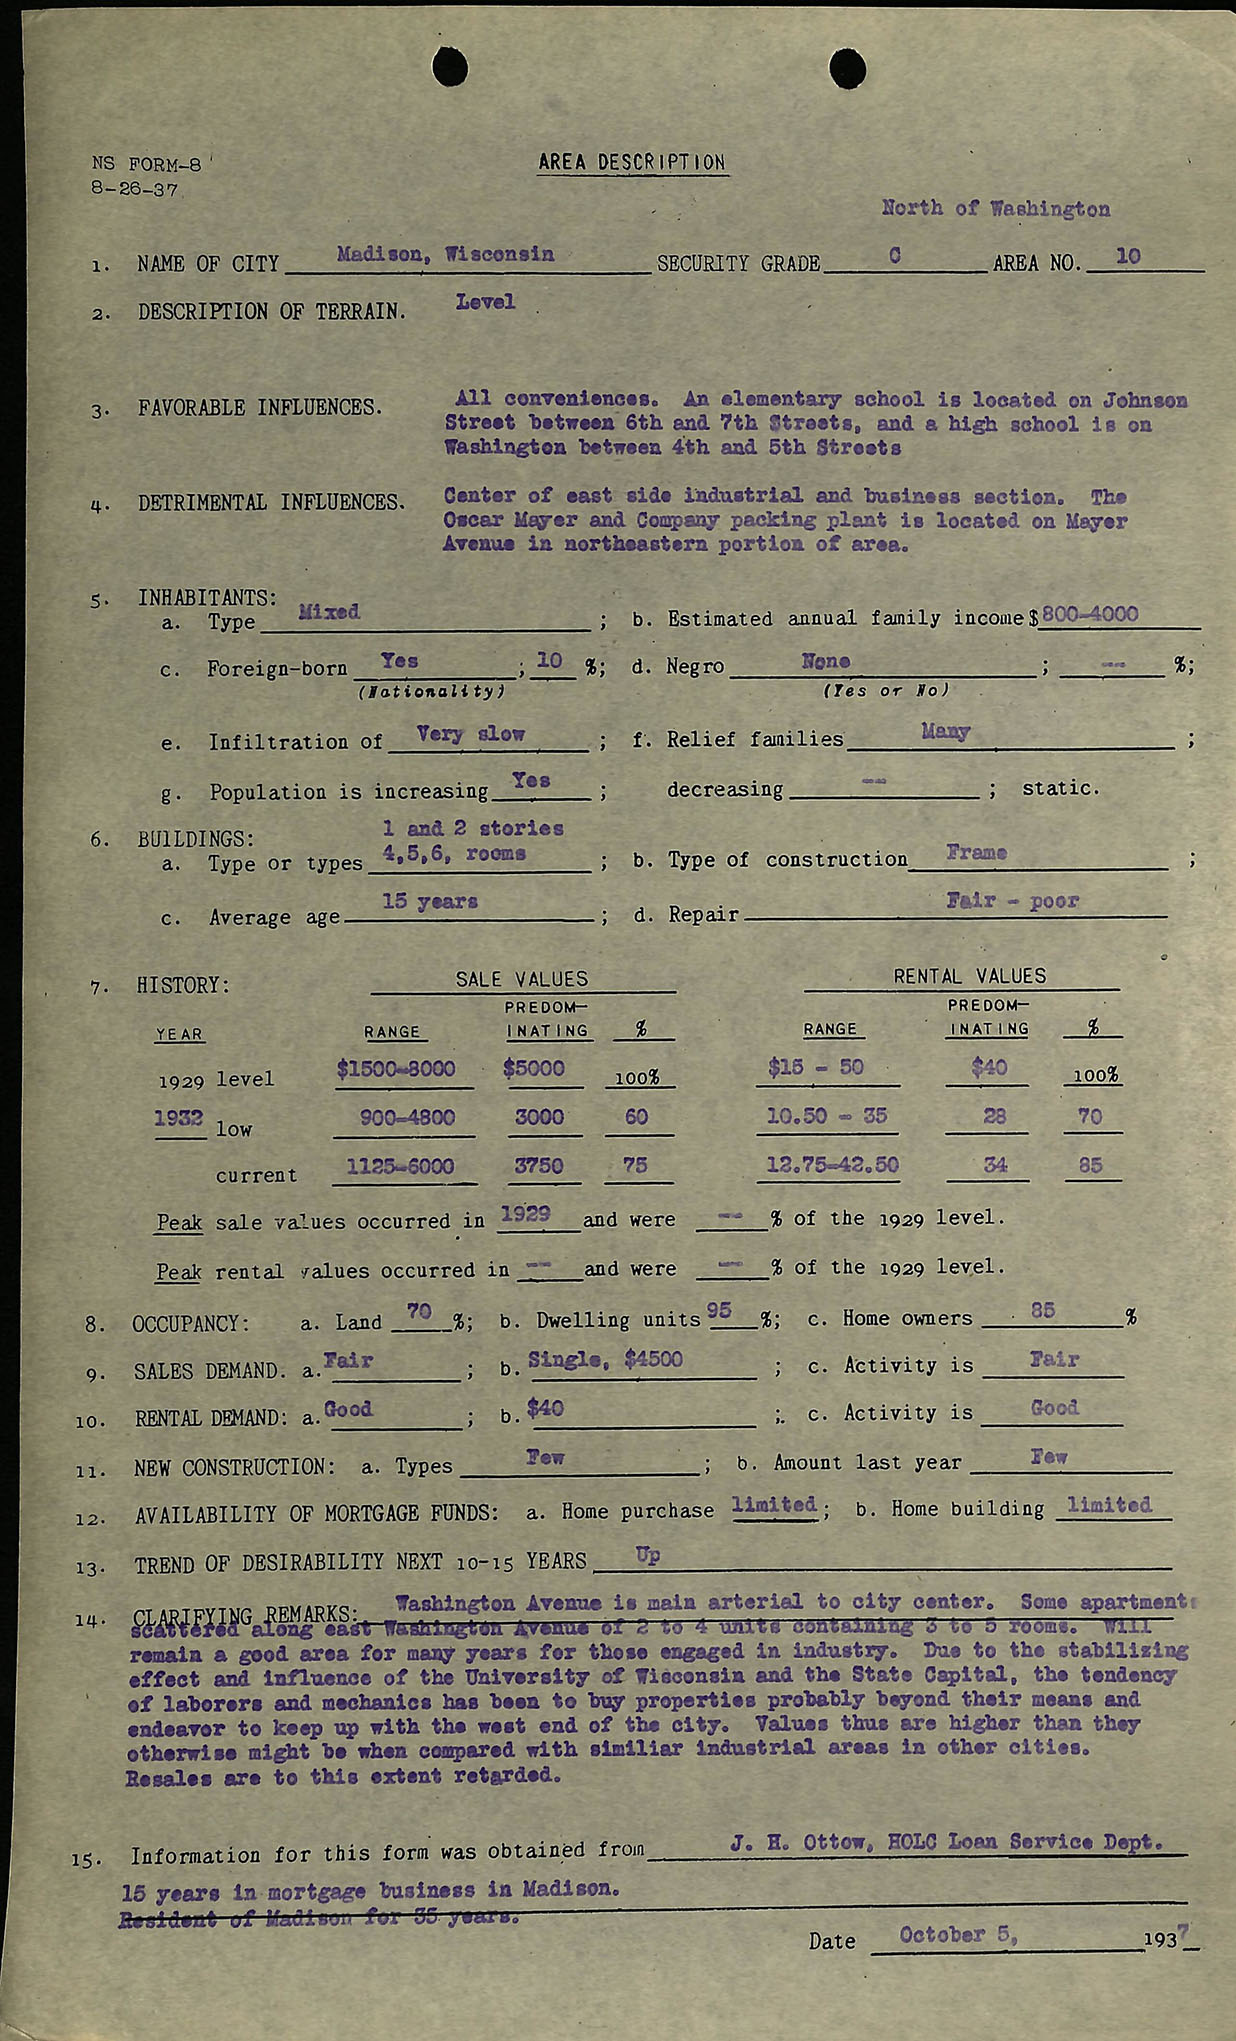 NS FORM-8
8-26-37
AREA DESCRIPTION
North of Washington
1. NAME OF CITY Madison, Wisconsin SECURITY GRADE C AREA NO. 10
2. DESCRIPTION OF TERRAIN. Level
3. FAVORABLE INFLUENCES. All conveniences. An elementary school is located on Johnson
Street between 6th and 7th Streets, and a high school is on
Washington between 4th and 5th Streets
4. DETRIMENTAL INFLUENCES. Center of east side industrial and business section. The
Oscar Mayer and Company packing plant is located on Mayer
Avenue in northeastern portion of area.
5. INHABITANTS:
a. Type Mixed ; b. Estimated annual family income $800-4000
c. Foreign-born Yes ; 10 %; d. Negro None ; -- %;
(Nationality) (Yes or No)
e. Infiltration of Very slow ; f. Relief families Many ;
g. Population is increasing Yes ; decreasing -- ; static.
6. BUILDINGS: 1 and 2 stories
a. Type or types 4,5,6, rooms ; b. Type of construction Frame ;
c. Average age 15 years ; d. Repair Fair - poor
7. HISTORY: SALE VALUES RENTAL VALUES
PREDOM- PREDOM-
YEAR RANGE INATING % RANGE INATING %
1929 level $1500-8000 $5000 100% $15 - 50 $40 100%
1932 low 900-4800 3000 60 10.50 - 35 28 70
current 1125-6000 3750 75 12.75-42.50 34 85
Peak sale values occurred in 1929 and were -- % of the 1929 level.
Peak rental values occurred in -- and were -- % of the 1929 level.
8. OCCUPANCY: a. Land 70 %; b. Dwelling units 95 %; c. Home owners 85 %
9. SALES DEMAND. a. Fair ; b. Single, $4500 ; c. Activity is Fair
10. RENTAL DEMAND: a. Good ; b. $40 ; c. Activity is Good
11. NEW CONSTRUCTION: a. Types Few ; b. Amount last year Few
12. AVAILABILITY OF MORTGAGE FUNDS: a. Home purchase limited; b. Home building limited
13. TREND OF DESIRABILITY NEXT 10-15 YEARS Up
14. CLARIFYING REMARKS: Washington Avenue is main arterial to city center. Some apartments
scattered along east Washington Avenue of 2 to 4 units containing 3 to 5 rooms. Will
remain a good area for many years for those engaged in industry. Due to the stabilizing
effect and influence of the University of Wisconsin and the State Capital, the tendency
of laborers and mechanics has been to buy properties probably beyond their means and
endeavor to keep up with the west end of the city. Values thus are higher than they
otherwise might be when compared with similiar industrial areas in other cities.
Resales are to this extent retarded.
15. Information for this form was obtained from J. H. Ottow, HOLC Loan Service Dept.
15 years in mortgage business in Madison.
Resident of Madison for 35 years.
Date October 5, 1937